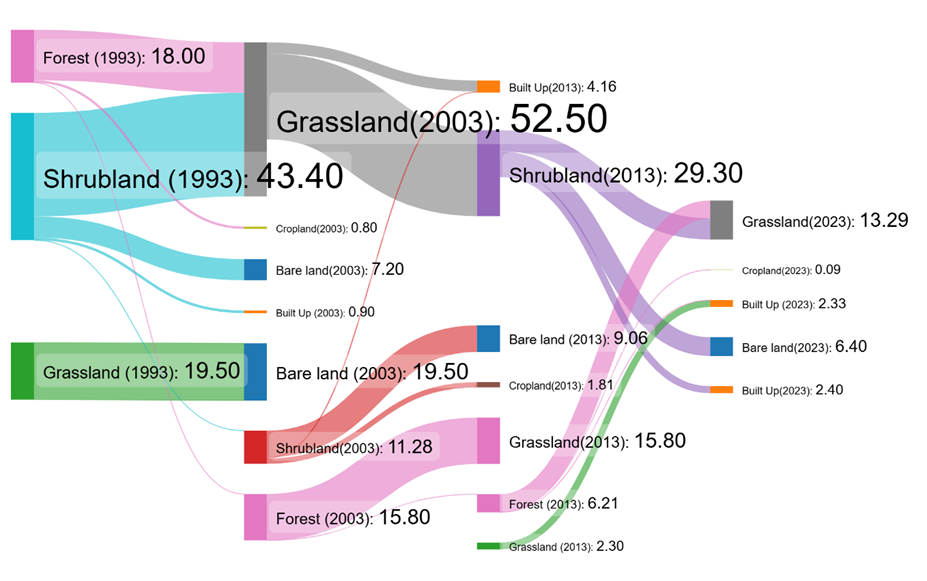 Forest (1993): 18.00
Shrubland (1993): 43.40
Grassland (1993): 19.50
Grassland(2003): 52.50
Cropland(2003): 0.80
Bare land(2003): 7.20
Built Up (2003): 0.90
Bare land (2003): 19.50
Shrubland(2003): 11.28
Forest (2003): 15.80
Built Up(2013): 4.16
Shrubland(2013): 29.30
Bare land (2013): 9.06
Cropland(2013): 1.81
Grassland(2013): 15.80
Forest (2013): 6.21
Grassland (2013): 2.30
Grassland(2023): 13.29
Cropland(2023): 0.09
Built Up (2023): 2.33
Bare land(2023): 6.40
Built Up(2023): 2.40